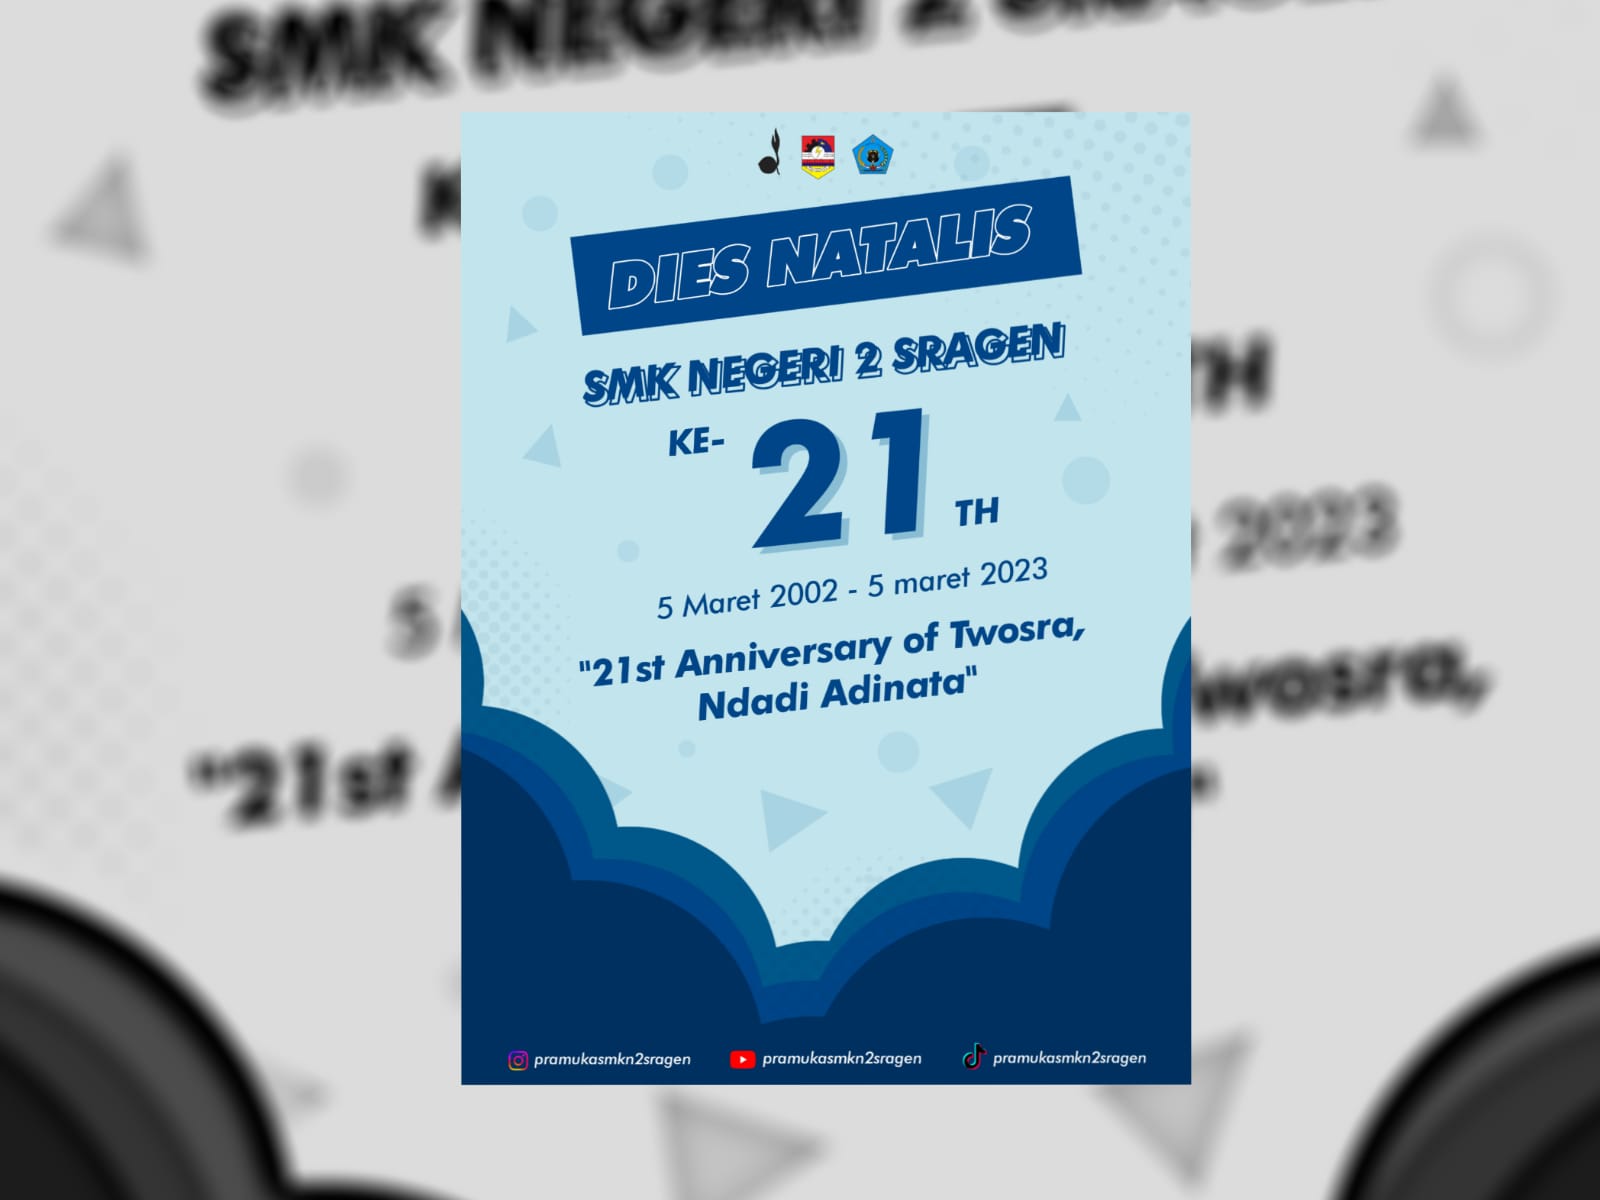 DIES NATALIS
SMK NEGERI 2 SRAGEN
KE- 21 TH
5 Maret 2002 - 5 maret 2023
"21st Anniversary of Twosra,
Ndadi Adinata"
pramukasmkn2sragen pramukasmkn2sragen pramukasmkn2sragen